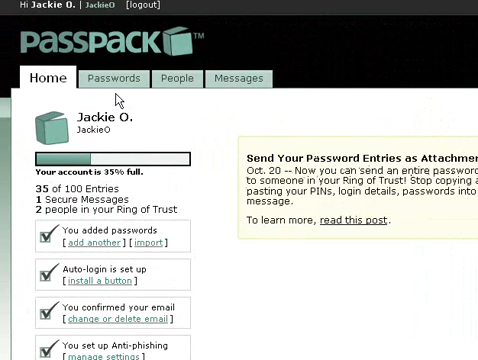 Hi Jackie O. | JackieO [logout]
PASSPACK™
Home Passwords People Messages
Jackie O.
JackieO
Your account is 35% full.
35 of 100 Entries
1 Secure Messages
2 people in your Ring of Trust
You added passwords
[ add another ] [ import ]
Auto-login is set up
[ install a button ]
You confirmed your email
[ change or delete email ]
You set up Anti-phishing
[ manage settings ]
Send Your Password Entries as Attachmen
Oct. 20 -- Now you can send an entire password
to someone in your Ring of Trust! Stop copying a
pasting your PINs, login details, passwords into
message.
To learn more, read this post.